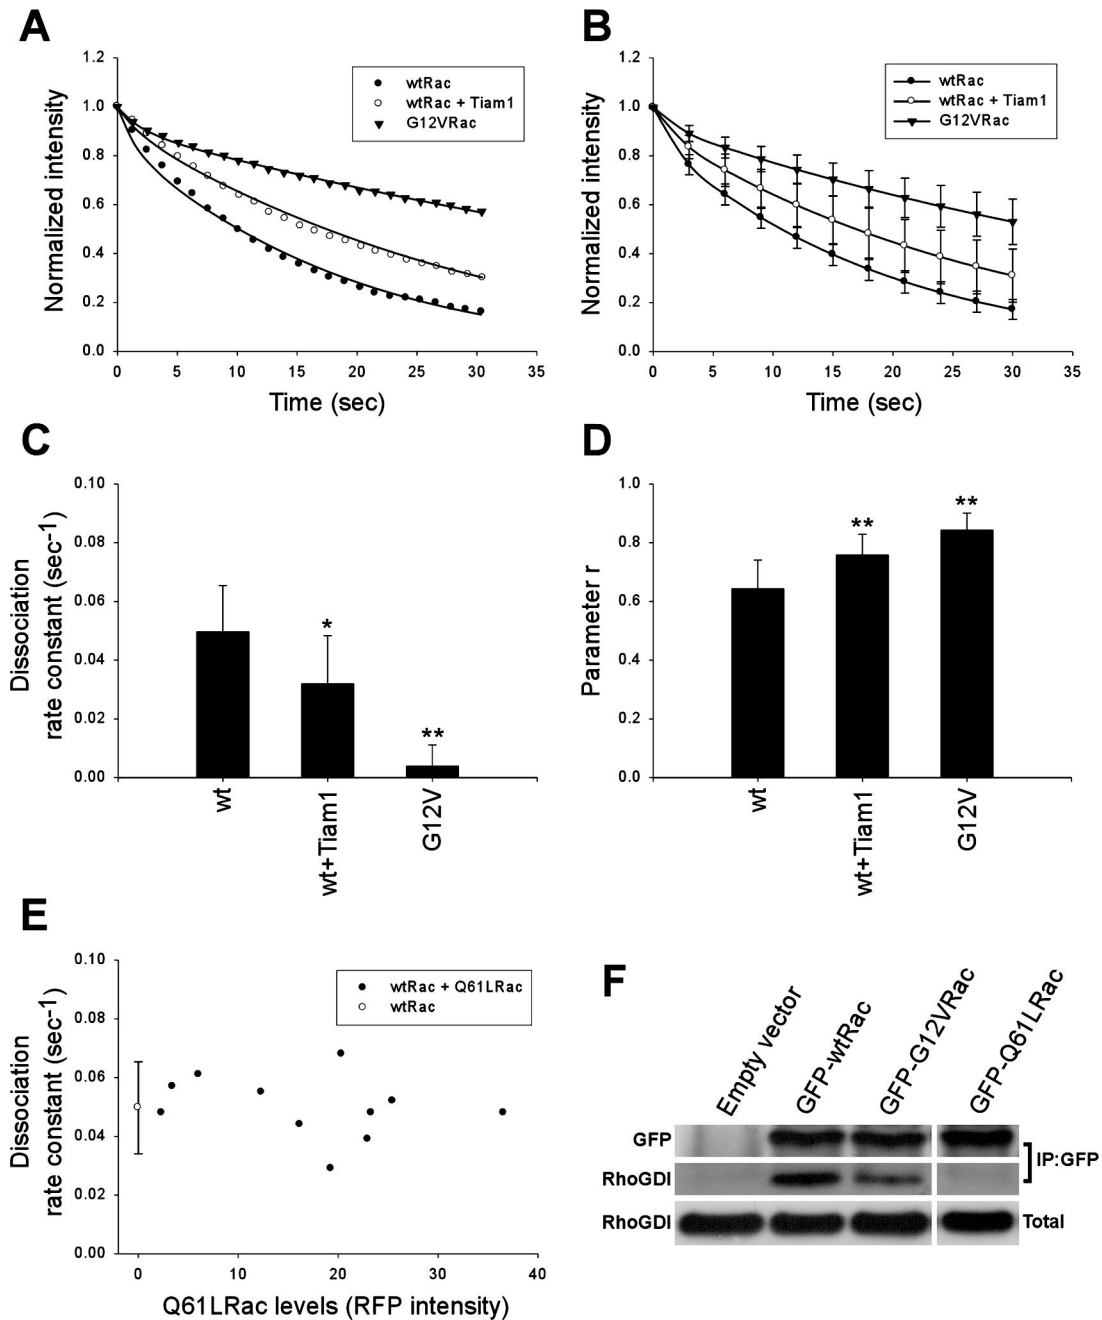 A
Normalized intensity
1.2
1.0
0.8
0.6
0.4
0.2
0.0
0 5 10 15 20 25 30 35
Time (sec)
wtRac
wtRac + Tiam1
G12VRac
B
Normalized intensity
1.2
1.0
0.8
0.6
0.4
0.2
0.0
0 5 10 15 20 25 30 35
Time (sec)
wtRac
wtRac + Tiam1
G12VRac
C
Dissociation
rate constant (sec-1)
0.10
0.08
0.06
0.04
0.02
0.00
*
**
wt
wt+Tiam1
G12V
D
Parameter r
1.0
0.8
0.6
0.4
0.2
0.0
**
**
wt
wt+Tiam1
G12V
E
Dissociation
rate constant (sec-1)
0.10
0.08
0.06
0.04
0.02
0.00
0 10 20 30 40
Q61LRac levels (RFP intensity)
wtRac + Q61LRac
wtRac
F
Empty vector
GFP-wtRac
GFP-G12VRac
GFP-Q61LRac
GFP
RhoGDI
IP:GFP
RhoGDI
Total